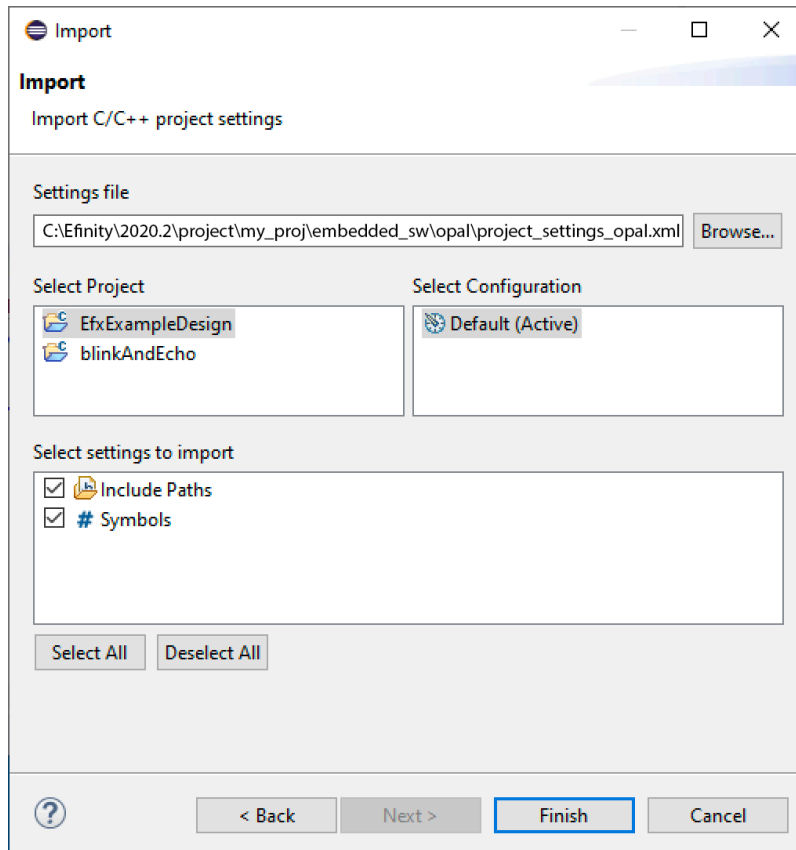 Import
Import
Import C/C++ project settings
Settings file
C:\Efinity\2020.2\project\my_proj\embedded_sw\opal\project_settings_opal.xml Browse...
Select Project Select Configuration
EfxExampleDesign Default (Active)
blinkAndEcho
Select settings to import
Include Paths
# Symbols
Select All Deselect All
? < Back Next > Finish Cancel